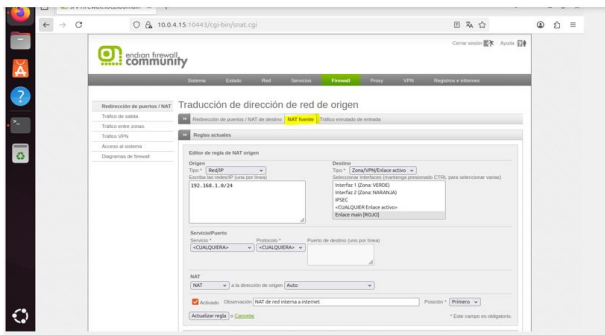 10.0.4.15:10443/cgi-bin/snat.cgi
Cerrar sesión Ayuda
endian firewall
community
Sistema Estado Red Servicios Firewall Proxy VPN Registros e informes
Redirección de puertos / NAT
Tráfico de salida
Tráfico entre zonas
Tráfico VPN
Acceso al sistema
Diagramas de firewall
Traducción de dirección de red de origen
Redirección de puertos / NAT de destino NAT fuente Tráfico enrutado de entrada
Reglas actuales
Editor de regla de NAT origen
Origen Destino
Tipo * Red/IP Tipo * Zona/VPN/Enlace activo
Escriba las redes/IP (una por línea) Seleccionar interfaces (mantenga presionado CTRL para seleccionar varias)
192.168.1.0/24
Interfaz 1 (Zona: VERDE)
Interfaz 2 (Zona: NARANJA)
IPSEC
<CUALQUIER Enlace activo>
Enlace main [ROJO]
Servicio/Puerto
Servicio * Protocolo * Puerto de destino (uno por línea)
<CUALQUIERA> <CUALQUIERA>
NAT
NAT a la dirección de origen Auto
Activado Observación NAT de red interna a internet Posición * Primero
Actualizar regla o Cancelar * Este campo es obligatorio.